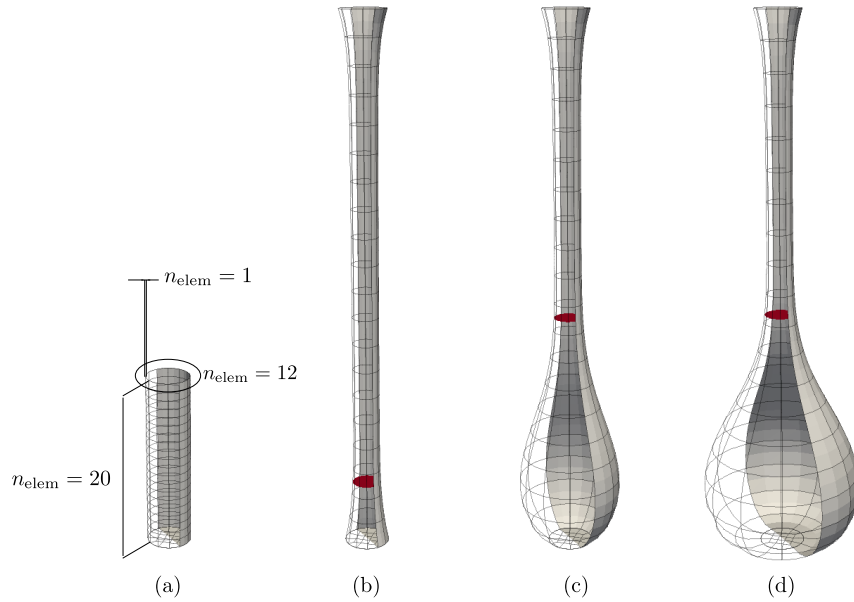 n_elem = 1
n_elem = 12
n_elem = 20
(a) (b) (c) (d)